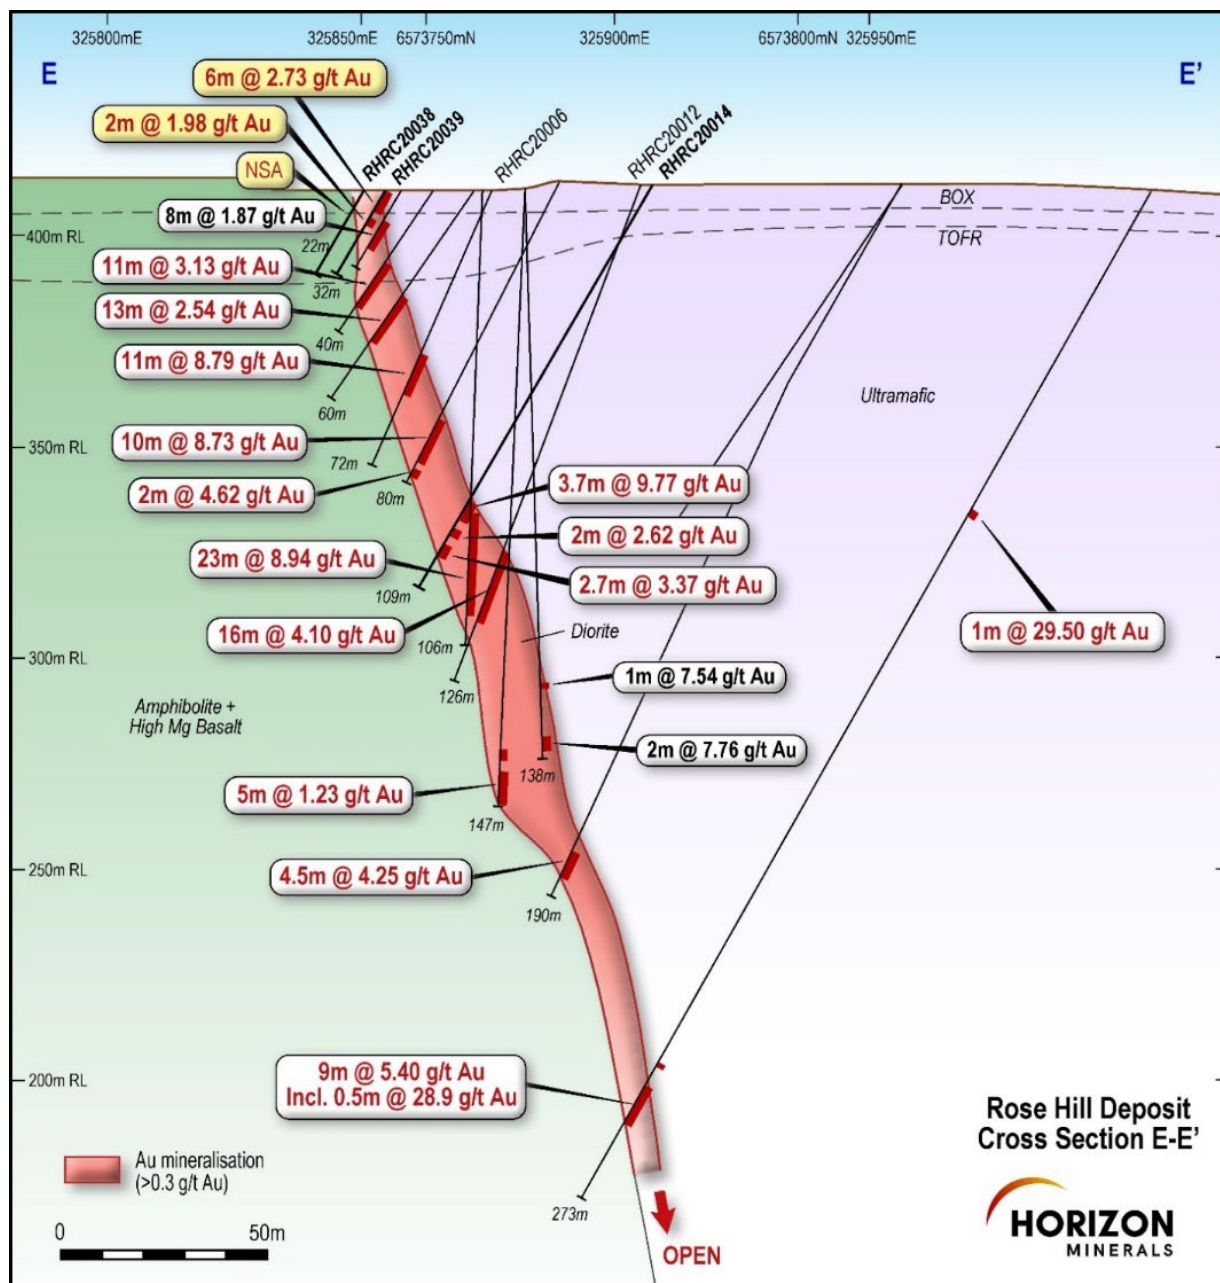 325800mE
325850mE
6573750mN
325900mE
6573800mN
325950mE
E
E'
6m @ 2.73 g/t Au
2m @ 1.98 g/t Au
NSA
RHRC20038
RHRC20039
RHRC20006
RHRC20012
RHRC20014
8m @ 1.87 g/t Au
BOX
TOFR
400m RL
22m
11m @ 3.13 g/t Au
32m
13m @ 2.54 g/t Au
40m
11m @ 8.79 g/t Au
60m
Ultramafic
10m @ 8.73 g/t Au
350m RL
72m
80m
2m @ 4.62 g/t Au
3.7m @ 9.77 g/t Au
2m @ 2.62 g/t Au
23m @ 8.94 g/t Au
2.7m @ 3.37 g/t Au
109m
16m @ 4.10 g/t Au
106m
Diorite
1m @ 29.50 g/t Au
300m RL
126m
1m @ 7.54 g/t Au
Amphibolite +
High Mg Basalt
2m @ 7.76 g/t Au
138m
5m @ 1.23 g/t Au
147m
250m RL
4.5m @ 4.25 g/t Au
190m
200m RL
9m @ 5.40 g/t Au
Incl. 0.5m @ 28.9 g/t Au
Rose Hill Deposit
Cross Section E-E'
Au mineralisation
(>0.3 g/t Au)
273m
0
50m
OPEN
HORIZON
MINERALS